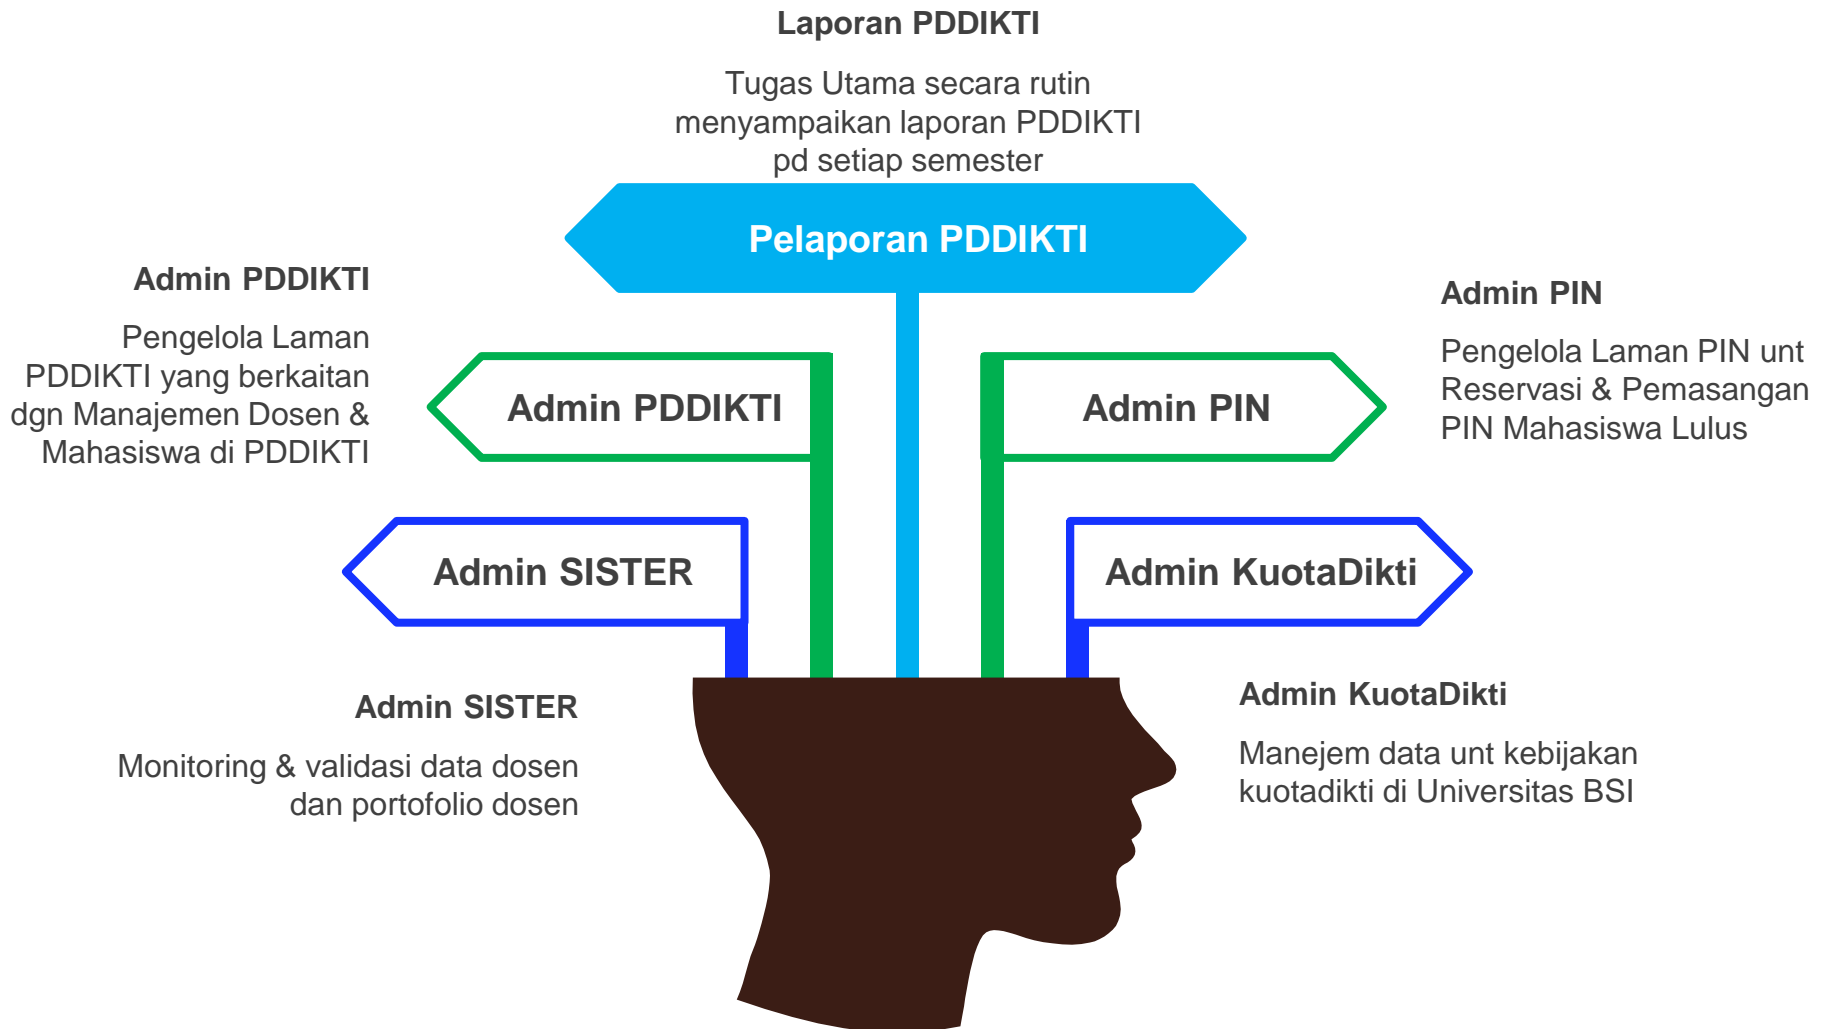 Laporan PDDIKTI
Tugas Utama secara rutin
menyampaikan laporan PDDIKTI
pd setiap semester
Pelaporan PDDIKTI
Admin PDDIKTI
Pengelola Laman
PDDIKTI yang berkaitan
dgn Manajemen Dosen &
Mahasiswa di PDDIKTI
Admin PDDIKTI
Admin PIN
Admin PIN
Pengelola Laman PIN unt
Reservasi & Pemasangan
PIN Mahasiswa Lulus
Admin SISTER
Admin KuotaDikti
Admin SISTER
Monitoring & validasi data dosen
dan portofolio dosen
Admin KuotaDikti
Manejem data unt kebijakan
kuotadikti di Universitas BSI